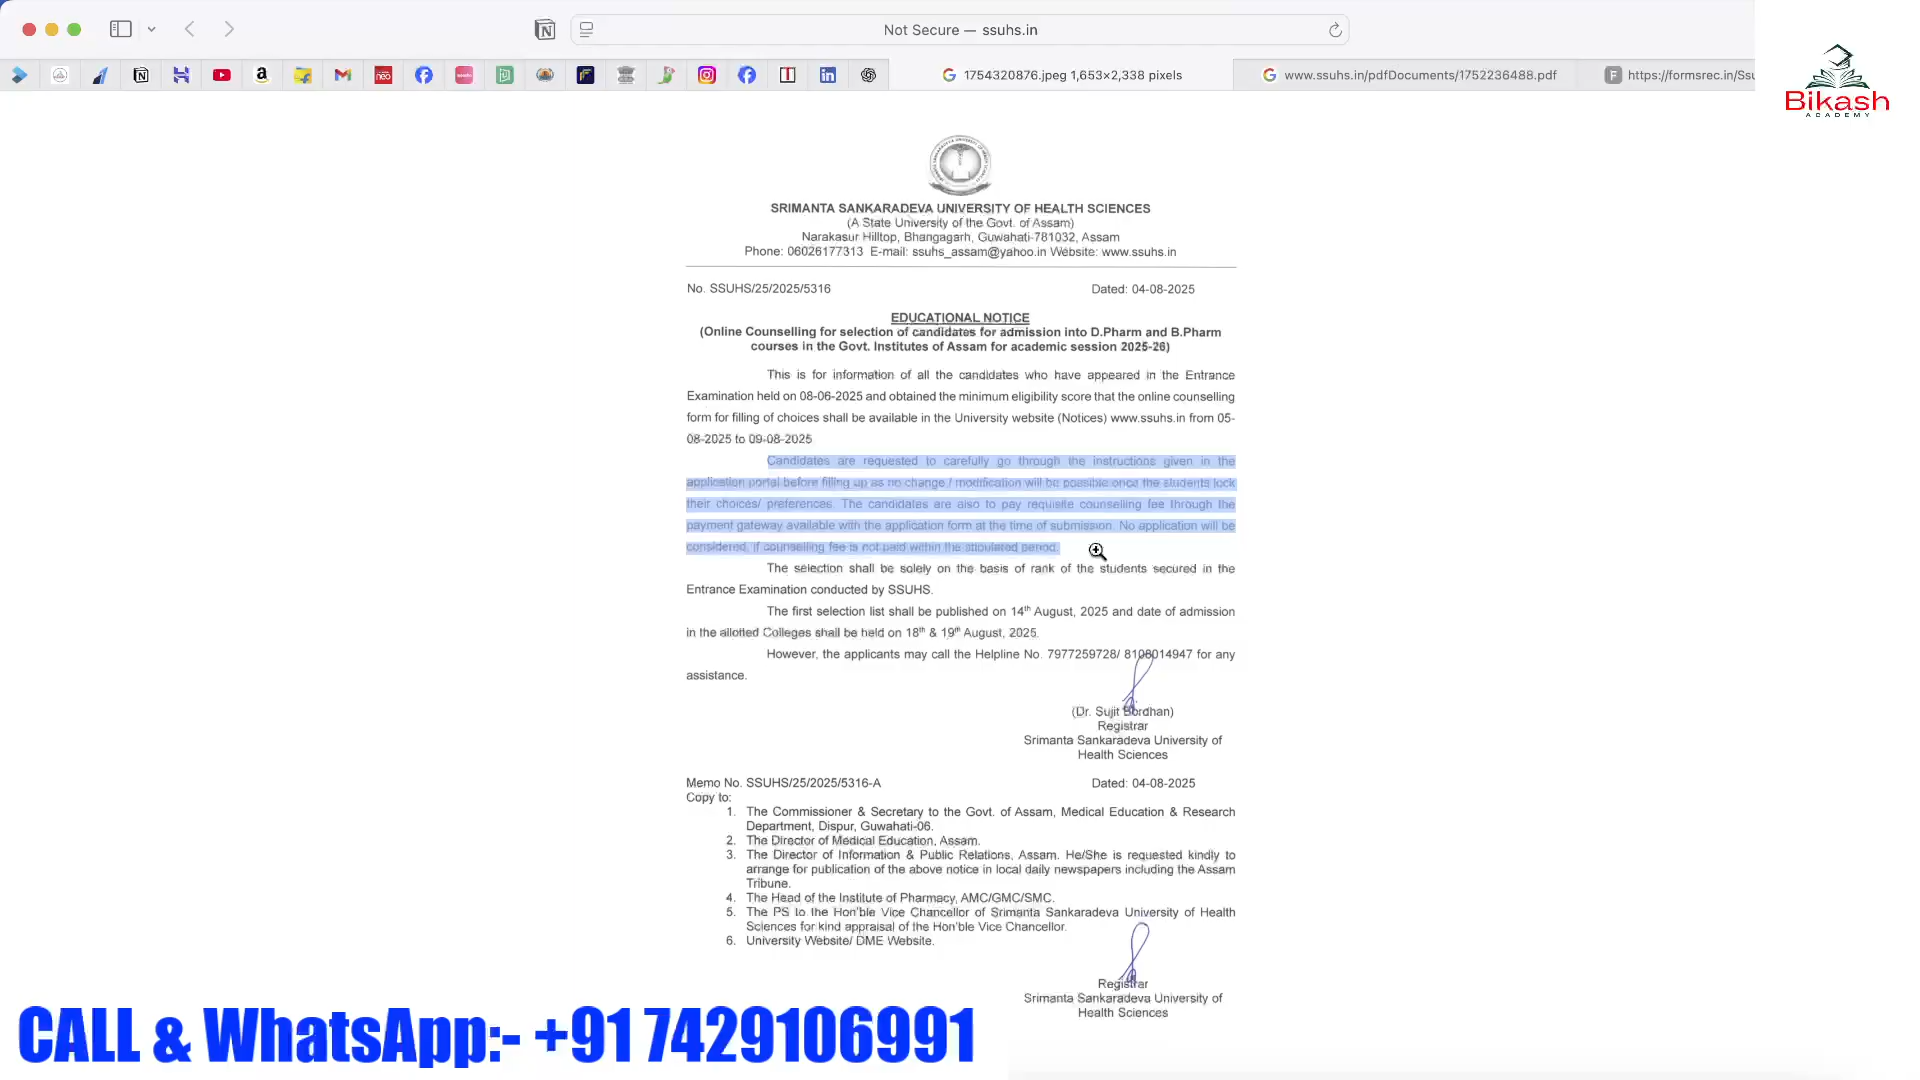 Not Secure — ssuhs.in
1754320876.jpeg 1,653×2,338 pixels
www.ssuhs.in/pdfDocuments/1752236488.pdf
https://formsrec.in/Ssu
Bikash
ACADEMY
SRIMANTA SANKARADEVA UNIVERSITY OF HEALTH SCIENCES
(A State University of the Govt. of Assam)
Narakasur Hilltop, Bhangagarh, Guwahati-781032, Assam
Phone: 06026177313 E-mail: ssuhs_assam@yahoo.in Website: www.ssuhs.in
No. SSUHS/25/2025/5316 Dated: 04-08-2025
EDUCATIONAL NOTICE
(Online Counselling for selection of candidates for admission into D.Pharm and B.Pharm
courses in the Govt. Institutes of Assam for academic session 2025-26)
This is for information of all the candidates who have appeared in the Entrance
Examination held on 08-06-2025 and obtained the minimum eligibility score that the online counselling
form for filling of choices shall be available in the University website (Notices) www.ssuhs.in from 05-
08-2025 to 09-08-2025
Candidates are requested to carefully go through the instructions given in the
application portal before filling up as no change / modification will be possible once the students lock
their choices/ preferences. The candidates are also to pay requisite counselling fee through the
payment gateway available with the application form at the time of submission. No application will be
considered, if counselling fee is not paid within the stipulated period.
The selection shall be solely on the basis of rank of the students secured in the
Entrance Examination conducted by SSUHS.
The first selection list shall be published on 14th August, 2025 and date of admission
in the allotted Colleges shall be held on 18th & 19th August, 2025.
However, the applicants may call the Helpline No. 7977259728/ 8106014947 for any
assistance.
(Dr. Sujit Bordhan)
Registrar
Srimanta Sankaradeva University of
Health Sciences
Memo No. SSUHS/25/2025/5316-A Dated: 04-08-2025
Copy to:
1. The Commissioner & Secretary to the Govt. of Assam, Medical Education & Research
Department, Dispur, Guwahati-06.
2. The Director of Medical Education, Assam.
3. The Director of Information & Public Relations, Assam. He/She is requested kindly to
arrange for publication of the above notice in local daily newspapers including the Assam
Tribune.
4. The Head of the Institute of Pharmacy, AMC/GMC/SMC.
5. The PS to the Hon'ble Vice Chancellor of Srimanta Sankaradeva University of Health
Sciences for kind appraisal of the Hon'ble Vice Chancellor.
6. University Website/ DME Website.
Registrar
Srimanta Sankaradeva University of
Health Sciences
CALL & WhatsApp:- +91 7429106991